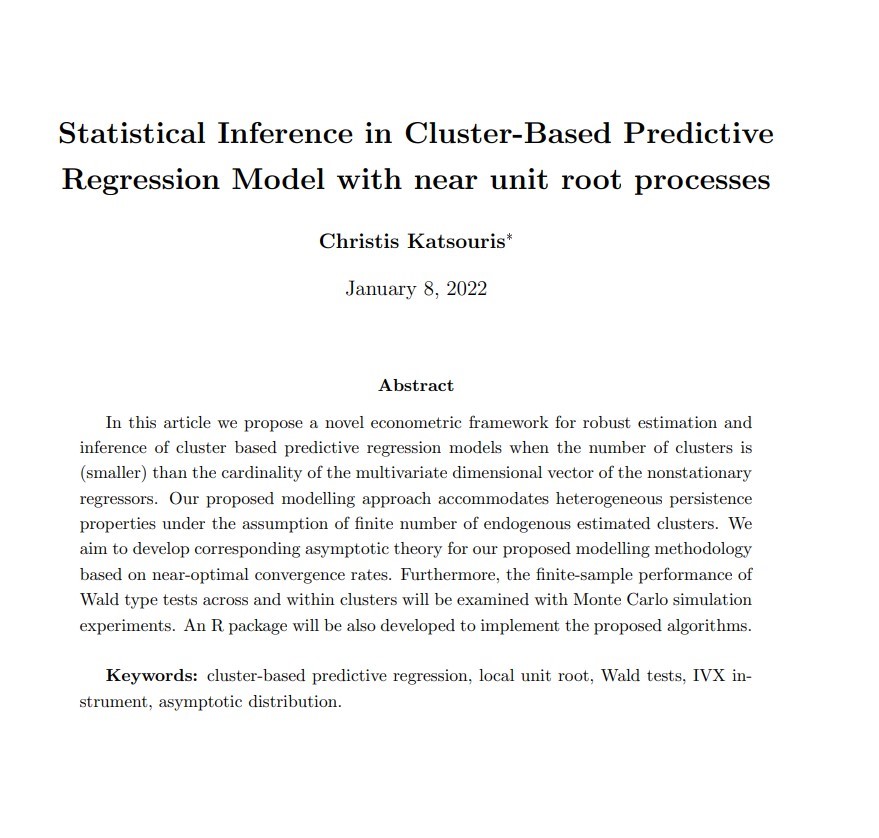 Statistical Inference in Cluster-Based Predictive
Regression Model with near unit root processes
Christis Katsouris*
January 8, 2022
Abstract
In this article we propose a novel econometric framework for robust estimation and
inference of cluster based predictive regression models when the number of clusters is
(smaller) than the cardinality of the multivariate dimensional vector of the nonstationary
regressors. Our proposed modelling approach accommodates heterogeneous persistence
properties under the assumption of finite number of endogenous estimated clusters. We
aim to develop corresponding asymptotic theory for our proposed modelling methodology
based on near-optimal convergence rates. Furthermore, the finite-sample performance of
Wald type tests across and within clusters will be examined with Monte Carlo simulation
experiments. An R package will be also developed to implement the proposed algorithms.
Keywords: cluster-based predictive regression, local unit root, Wald tests, IVX in-
strument, asymptotic distribution.